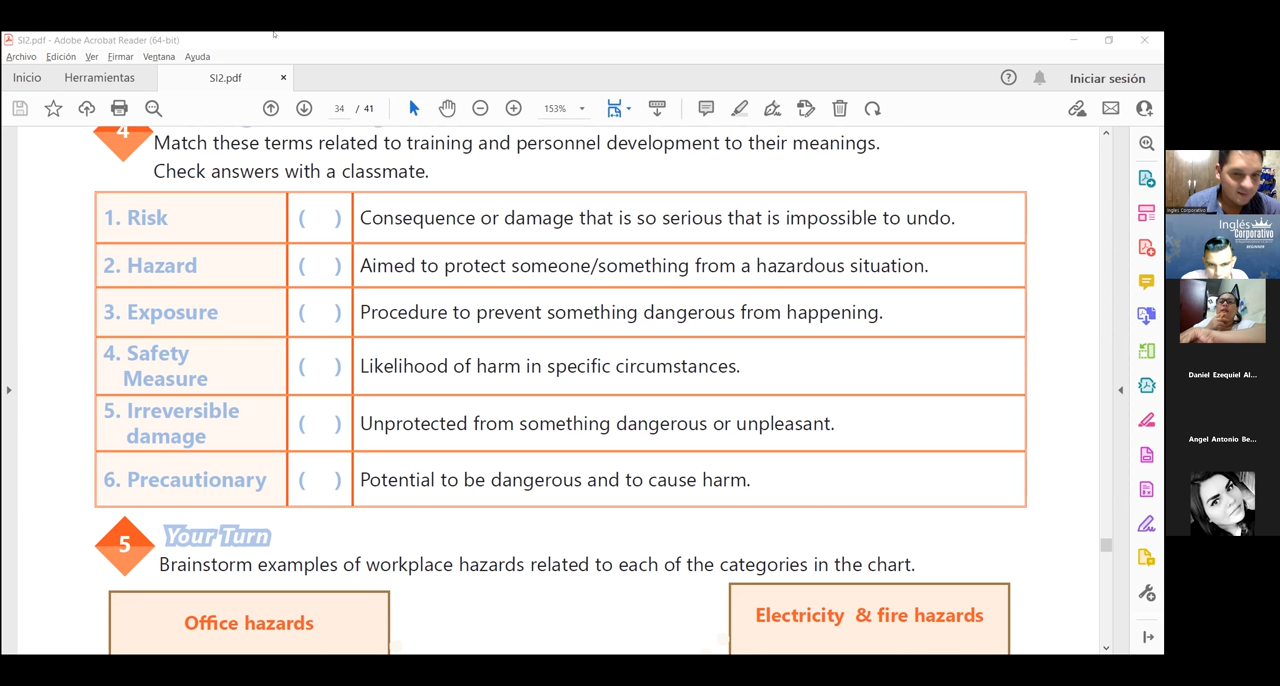 SI2.pdf - Adobe Acrobat Reader (64-bit)
Archivo Edición Ver Firmar Ventana Ayuda
Inicio Herramientas SI2.pdf × Iniciar sesión
34 / 41 153%
4
Match these terms related to training and personnel development to their meanings.
Check answers with a classmate.
1. Risk ( ) Consequence or damage that is so serious that is impossible to undo.
2. Hazard ( ) Aimed to protect someone/something from a hazardous situation.
3. Exposure ( ) Procedure to prevent something dangerous from happening.
4. Safety
Measure ( ) Likelihood of harm in specific circumstances.
5. Irreversible
damage ( ) Unprotected from something dangerous or unpleasant.
6. Precautionary ( ) Potential to be dangerous and to cause harm.
5 Your Turn
Brainstorm examples of workplace hazards related to each of the categories in the chart.
Office hazards
Electricity & fire hazards
Inglés Corporativo
Inglés
Corporativo
BEGINNER
Daniel Ezequiel Al...
Angel Antonio Be...